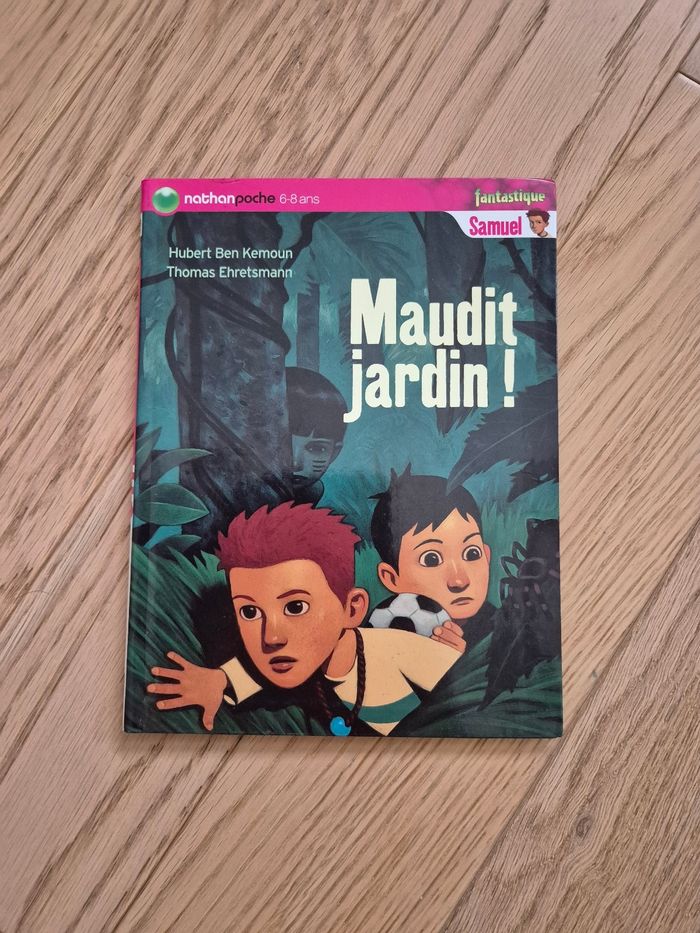 nathanpoche 6-8 ans
fantastique
Samuel
Hubert Ben Kemoun
Thomas Ehretsmann
Maudit
jardin !